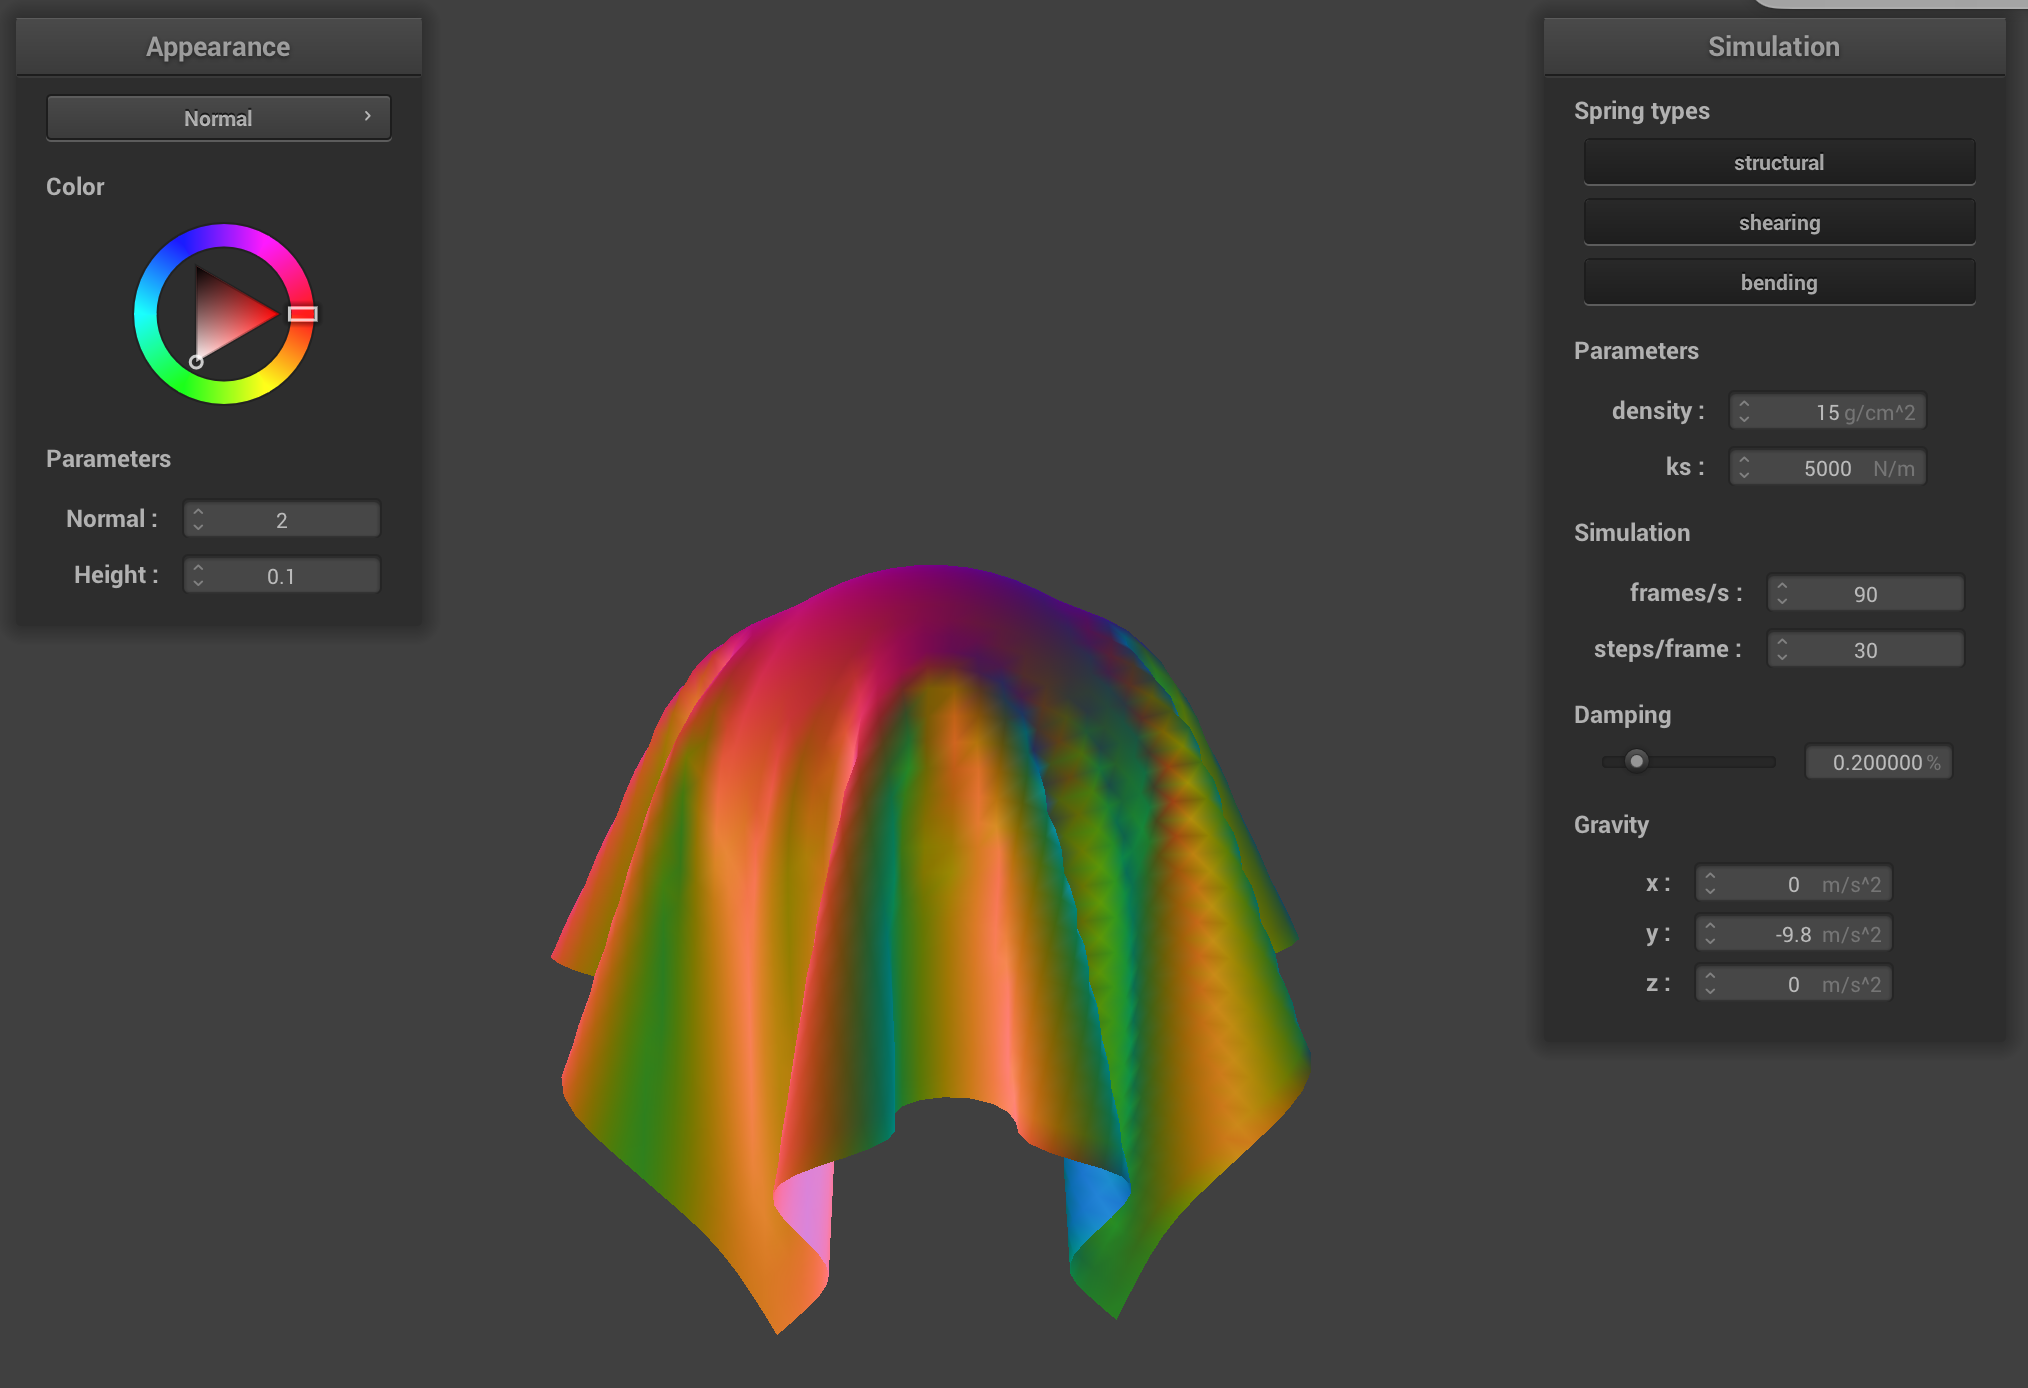 Appearance
Normal
Color
Parameters
Normal : 2
Height : 0.1
Simulation
Spring types
structural
shearing
bending
Parameters
density : 15 g/cm^2
ks : 5000 N/m
Simulation
frames/s : 90
steps/frame : 30
Damping
0.200000 %
Gravity
x : 0 m/s^2
y : -9.8 m/s^2
z : 0 m/s^2